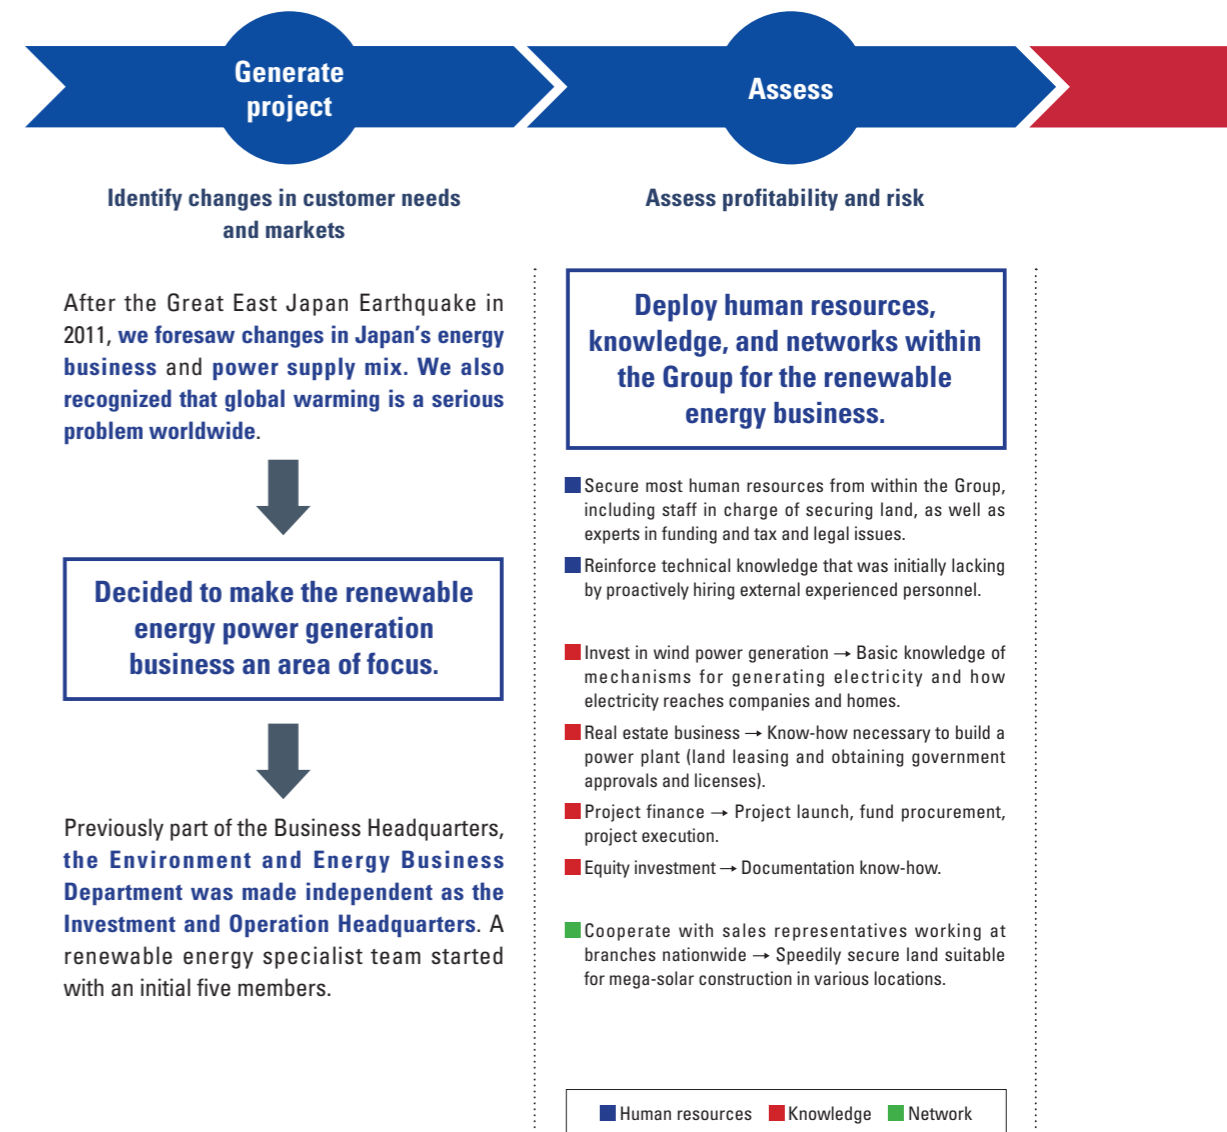 Generate
project
Assess
Identify changes in customer needs
and markets
After the Great East Japan Earthquake in
2011, we foresaw changes in Japan's energy
business and power supply mix. We also
recognized that global warming is a serious
problem worldwide.
Decided to make the renewable
energy power generation
business an area of focus.
Previously part of the Business Headquarters,
the Environment and Energy Business
Department was made independent as the
Investment and Operation Headquarters. A
renewable energy specialist team started
with an initial five members.
Assess profitability and risk
Deploy human resources,
knowledge, and networks within
the Group for the renewable
energy business.
Secure most human resources from within the Group,
including staff in charge of securing land, as well as
experts in funding and tax and legal issues.
Reinforce technical knowledge that was initially lacking
by proactively hiring external experienced personnel.
Invest in wind power generation → Basic knowledge of
mechanisms for generating electricity and how
electricity reaches companies and homes.
Real estate business → Know-how necessary to build a
power plant (land leasing and obtaining government
approvals and licenses).
Project finance → Project launch, fund procurement,
project execution.
Equity investment → Documentation know-how.
Cooperate with sales representatives working at
branches nationwide → Speedily secure land suitable
for mega-solar construction in various locations.
Human resources Knowledge Network